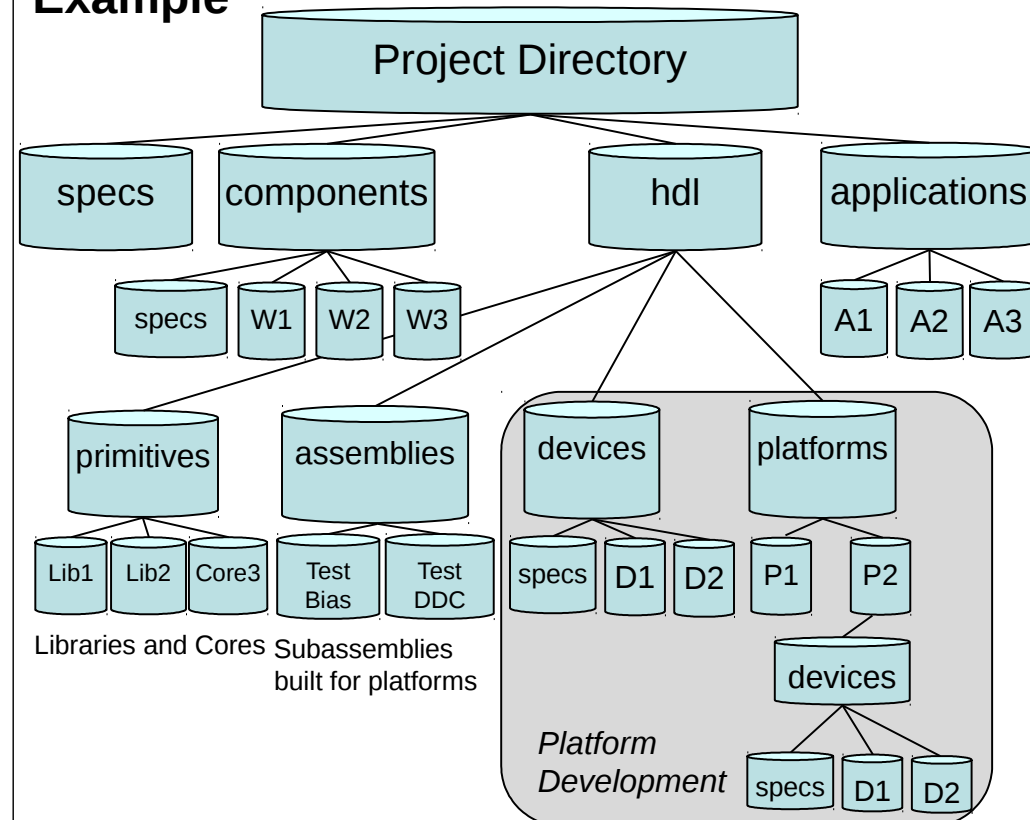 Example
Project Directory
specs
components
hdl
applications
specs
W1
W2
W3
A1
A2
A3
primitives
assemblies
devices
platforms
Lib1
Lib2
Core3
Test
Bias
Test
DDC
specs
D1
D2
P1
P2
Libraries and Cores
Subassemblies
built for platforms
devices
Platform
Development
specs
D1
D2